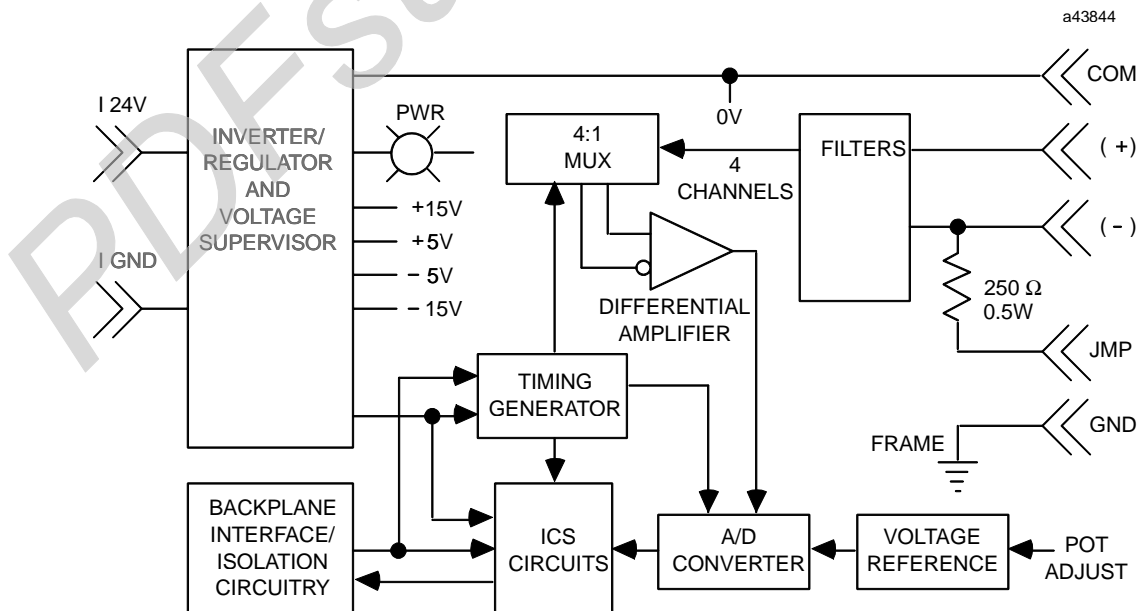 a43844
COM
I 24V
PWR
0V
INVERTER/
REGULATOR
AND
VOLTAGE
SUPERVISOR
4:1
MUX
4
CHANNELS
FILTERS
( +)
( - )
+15V
+5V
- 5V
- 15V
I GND
DIFFERENTIAL
AMPLIFIER
250 Ω
0.5W
JMP
TIMING
GENERATOR
FRAME
GND
BACKPLANE
INTERFACE/
ISOLATION
CIRCUITRY
ICS
CIRCUITS
A/D
CONVERTER
VOLTAGE
REFERENCE
POT
ADJUST